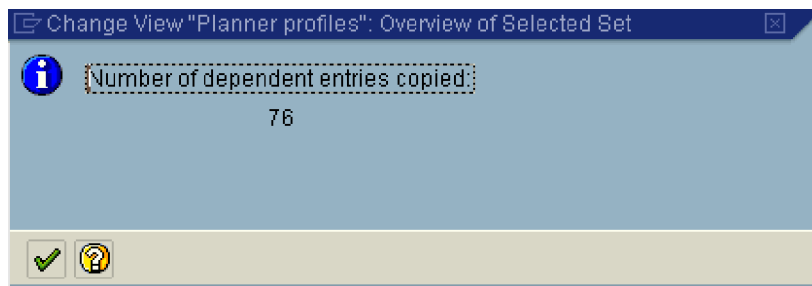 Change View "Planner profiles": Overview of Selected Set
Number of dependent entries copied:
76